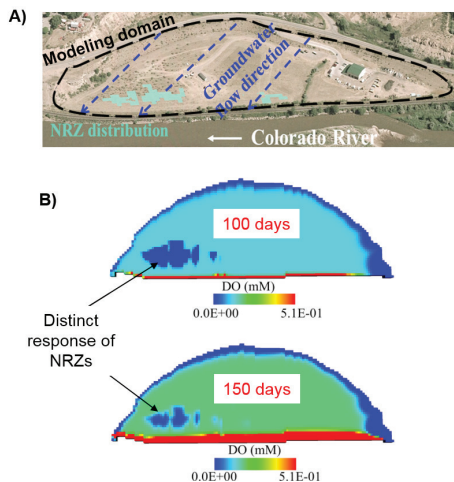 A)
Modeling domain
Groundwater
flow direction
NRZ distribution
Colorado River
B)
100 days
DO (mM)
0.0E+00 5.1E-01
Distinct
response of
NRZs
150 days
DO (mM)
0.0E+00 5.1E-01